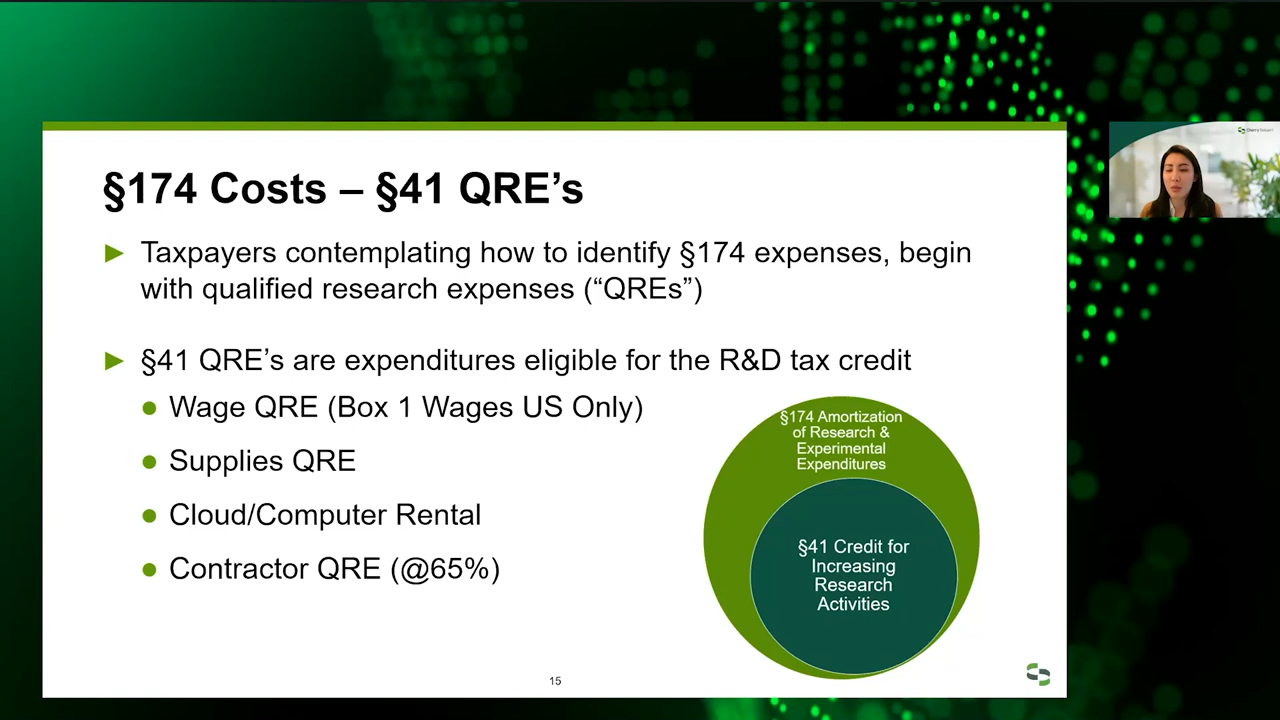 §174 Costs – §41 QRE’s
Taxpayers contemplating how to identify §174 expenses, begin
with qualified research expenses (“QREs”)
§41 QRE’s are expenditures eligible for the R&D tax credit
Wage QRE (Box 1 Wages US Only)
Supplies QRE
Cloud/Computer Rental
Contractor QRE (@65%)
§174 Amortization
of Research &
Experimental
Expenditures
§41 Credit for
Increasing
Research
Activities
15